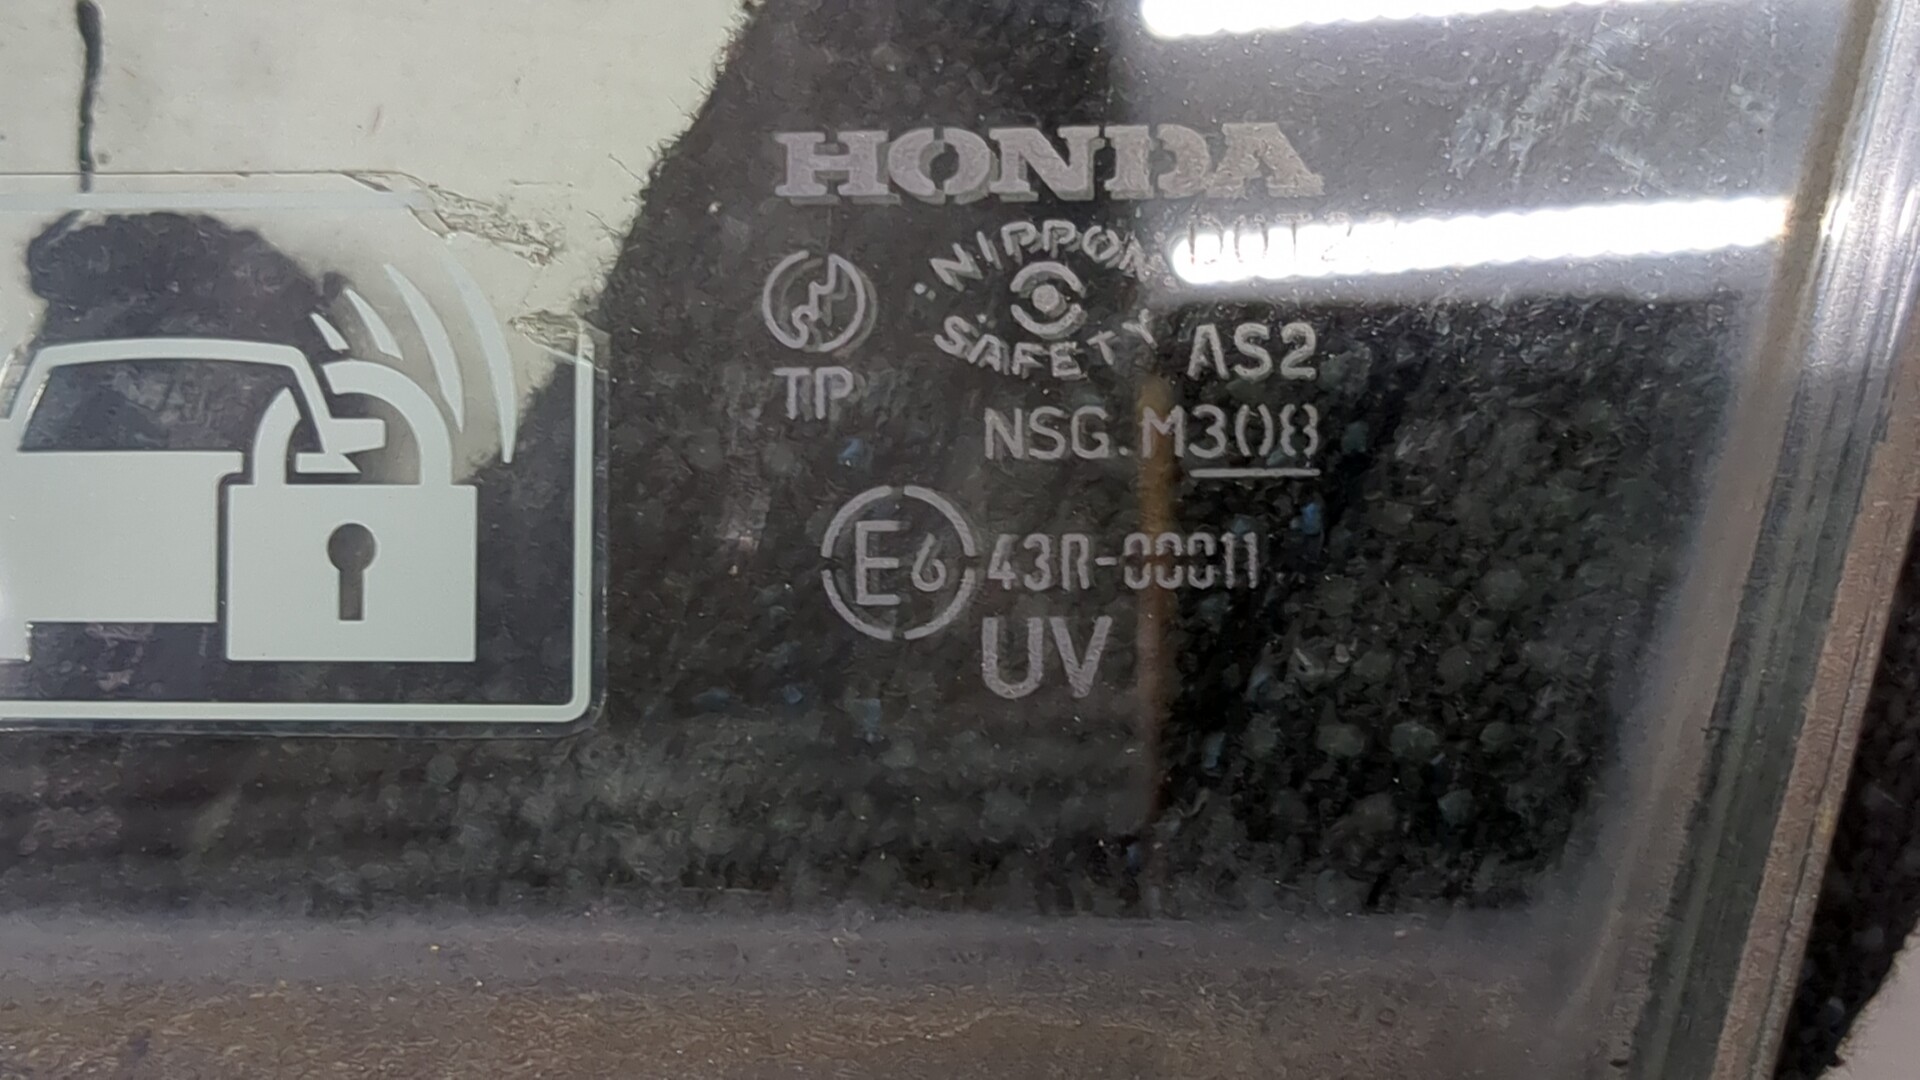 HONDA
NIPPON
SAFETY
AS2
TP
NSG.M308
E6 43R-00011
UV